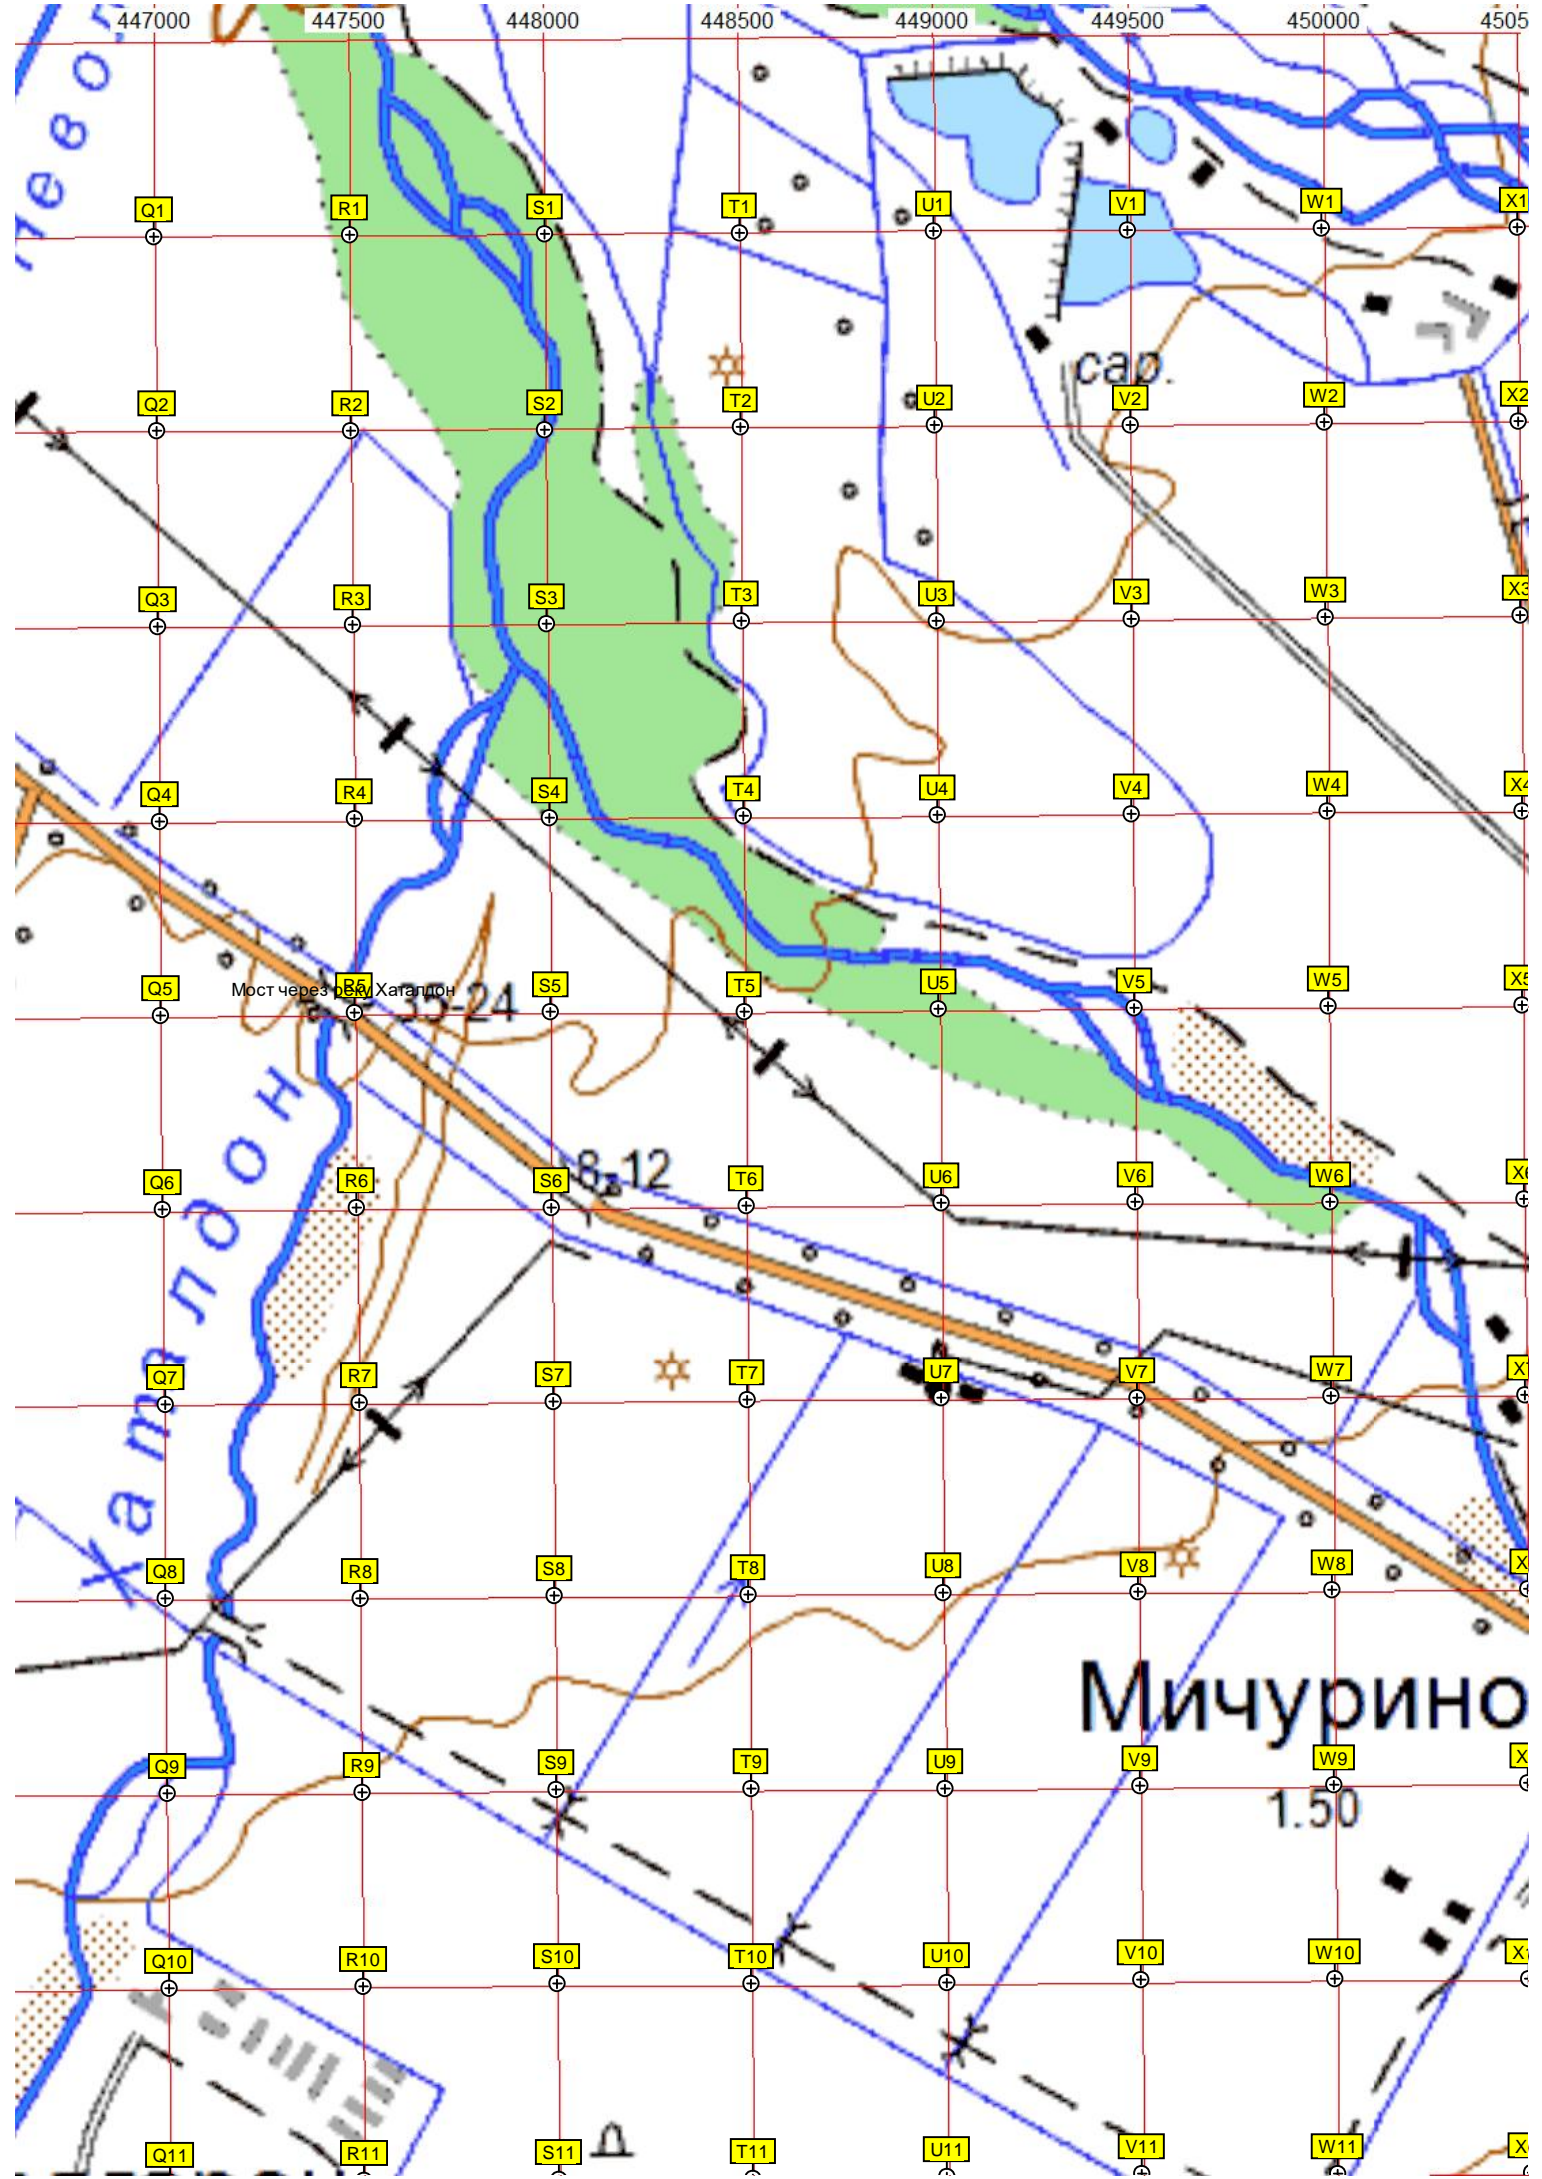 447000 447500 448000 448500 449000 449500 450000 4505
Q1 R1 S1 T1 U1 V1 W1 X1
сар.
Q2 R2 S2 T2 U2 V2 W2 X2
Q3 R3 S3 T3 U3 V3 W3 X3
Q4 R4 S4 T4 U4 V4 W4 X4
Q5 R5 S5 T5 U5 V5 W5 X5
Мост через реку Хаталдон
Хаталдон
8-12
Q6 R6 S6 T6 U6 V6 W6 X6
Q7 R7 S7 T7 U7 V7 W7
Q8 R8 S8 T8 U8 V8 W8
Мичурино
Q9 R9 S9 T9 U9 V9 W9
1.50
Q10 R10 S10 T10 U10 V10 W10
Q11 R11 S11 T11 U11 V11 W11